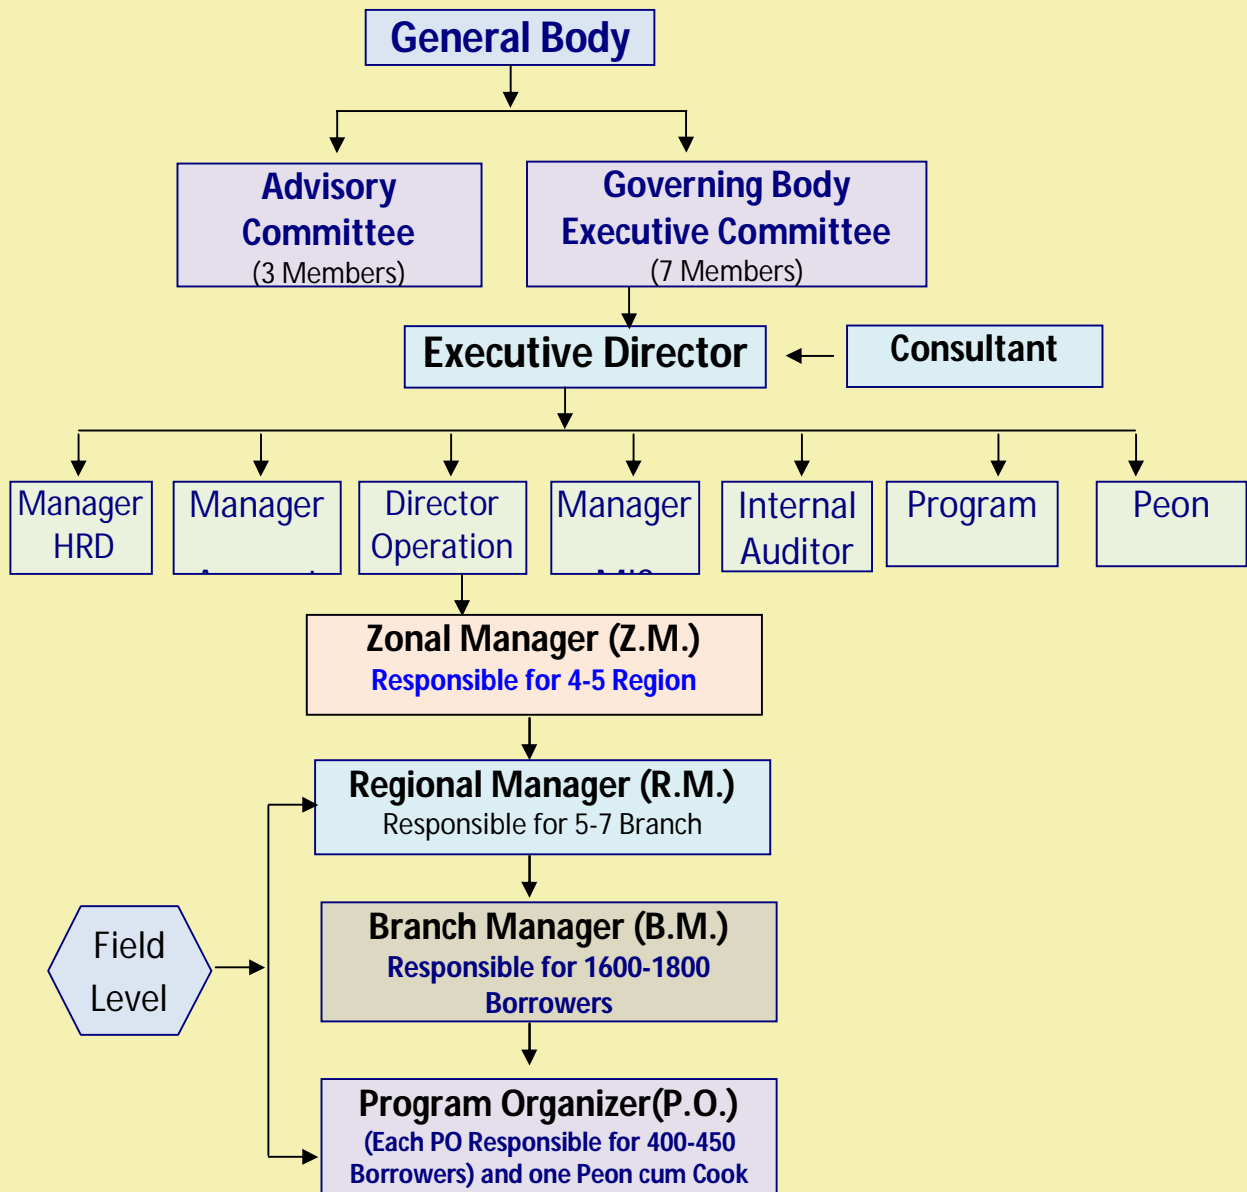 General Body
Advisory
Committee
(3 Members)
Governing Body
Executive Committee
(7 Members)
Executive Director
Consultant
Manager
HRD
Manager
Director
Operation
Manager
Internal
Auditor
Program
Peon
Zonal Manager (Z.M.)
Responsible for 4-5 Region
Regional Manager (R.M.)
Responsible for 5-7 Branch
Field
Level
Branch Manager (B.M.)
Responsible for 1600-1800
Borrowers
Program Organizer(P.O.)
(Each PO Responsible for 400-450
Borrowers) and one Peon cum Cook